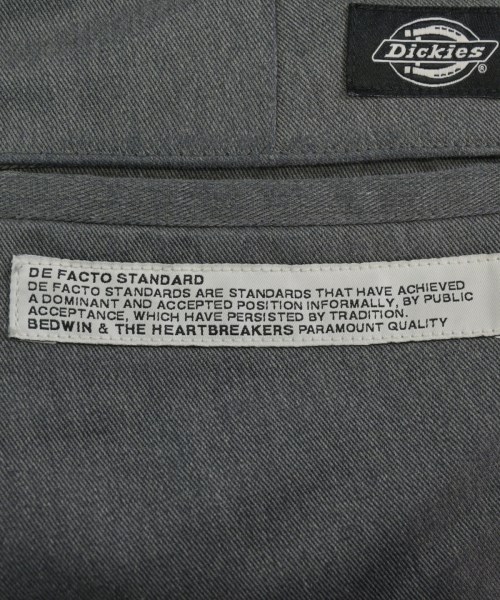 Dickies®
DE FACTO STANDARD
DE FACTO STANDARDS ARE STANDARDS THAT HAVE ACHIEVED
A DOMINANT AND ACCEPTED POSITION INFORMALLY, BY PUBLIC
ACCEPTANCE, WHICH HAVE PERSISTED BY TRADITION.
BEDWIN & THE HEARTBREAKERS PARAMOUNT QUALITY